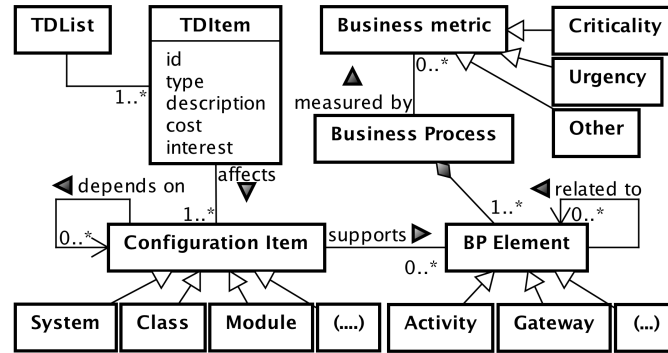 TDList
TDItem
id
type
description
cost
interest
1..*
Business metric
Criticality
Urgency
Other
0..*
measured by
Business Process
affects
depends on
1..*
0..*
Configuration Item
supports
0..*
1..*
related to
0..*
BP Element
System
Class
Module
(....)
Activity
Gateway
(...)